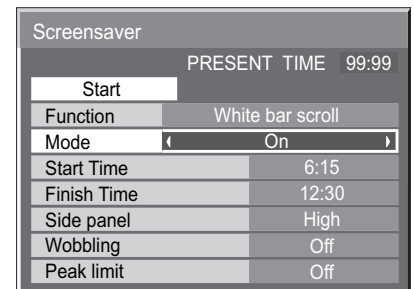 Screensaver
PRESENT TIME 99:99
Start
Function White bar scroll
Mode On
Start Time 6:15
Finish Time 12:30
Side panel High
Wobbling Off
Peak limit Off